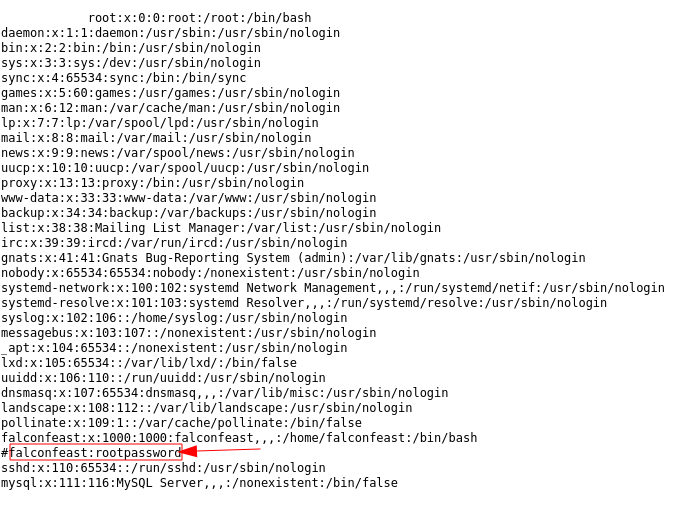 root:x:0:0:root:/root:/bin/bash
daemon:x:1:1:daemon:/usr/sbin:/usr/sbin/nologin
bin:x:2:2:bin:/bin:/usr/sbin/nologin
sys:x:3:3:sys:/dev:/usr/sbin/nologin
sync:x:4:65534:sync:/bin:/bin/sync
games:x:5:60:games:/usr/games:/usr/sbin/nologin
man:x:6:12:man:/var/cache/man:/usr/sbin/nologin
lp:x:7:7:lp:/var/spool/lpd:/usr/sbin/nologin
mail:x:8:8:mail:/var/mail:/usr/sbin/nologin
news:x:9:9:news:/var/spool/news:/usr/sbin/nologin
uucp:x:10:10:uucp:/var/spool/uucp:/usr/sbin/nologin
proxy:x:13:13:proxy:/bin:/usr/sbin/nologin
www-data:x:33:33:www-data:/var/www:/usr/sbin/nologin
backup:x:34:34:backup:/var/backups:/usr/sbin/nologin
list:x:38:38:Mailing List Manager:/var/list:/usr/sbin/nologin
irc:x:39:39:ircd:/var/run/ircd:/usr/sbin/nologin
gnats:x:41:41:Gnats Bug-Reporting System (admin):/var/lib/gnats:/usr/sbin/nologin
nobody:x:65534:65534:nobody:/nonexistent:/usr/sbin/nologin
systemd-network:x:100:102:systemd Network Management,,,:/run/systemd/netif:/usr/sbin/nologin
systemd-resolve:x:101:103:systemd Resolver,,,:/run/systemd/resolve:/usr/sbin/nologin
syslog:x:102:106::/home/syslog:/usr/sbin/nologin
messagebus:x:103:107::/nonexistent:/usr/sbin/nologin
_apt:x:104:65534::/nonexistent:/usr/sbin/nologin
lxd:x:105:65534::/var/lib/lxd/:/bin/false
uuidd:x:106:110::/run/uuidd:/usr/sbin/nologin
dnsmasq:x:107:65534:dnsmasq,,,:/var/lib/misc:/usr/sbin/nologin
landscape:x:108:112::/var/lib/landscape:/usr/sbin/nologin
pollinate:x:109:1::/var/cache/pollinate:/bin/false
falconfeast:x:1000:1000:falconfeast,,,:/home/falconfeast:/bin/bash
#falconfeast:rootpassword
sshd:x:110:65534::/run/sshd:/usr/sbin/nologin
mysql:x:111:116:MySQL Server,,,:/nonexistent:/bin/false